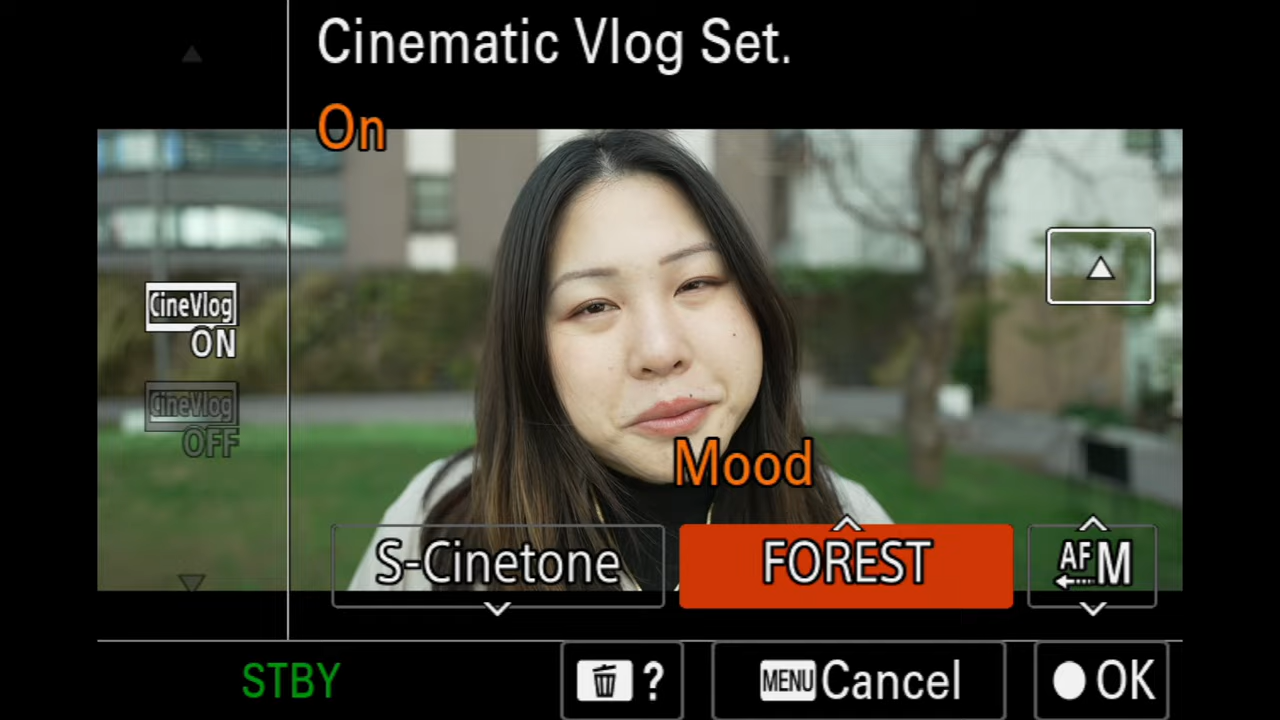 Cinematic Vlog Set.
On
CineVlog
ON
CineVlog
OFF
Mood
S-Cinetone
FOREST
AF M
STBY
?
MENU Cancel
OK